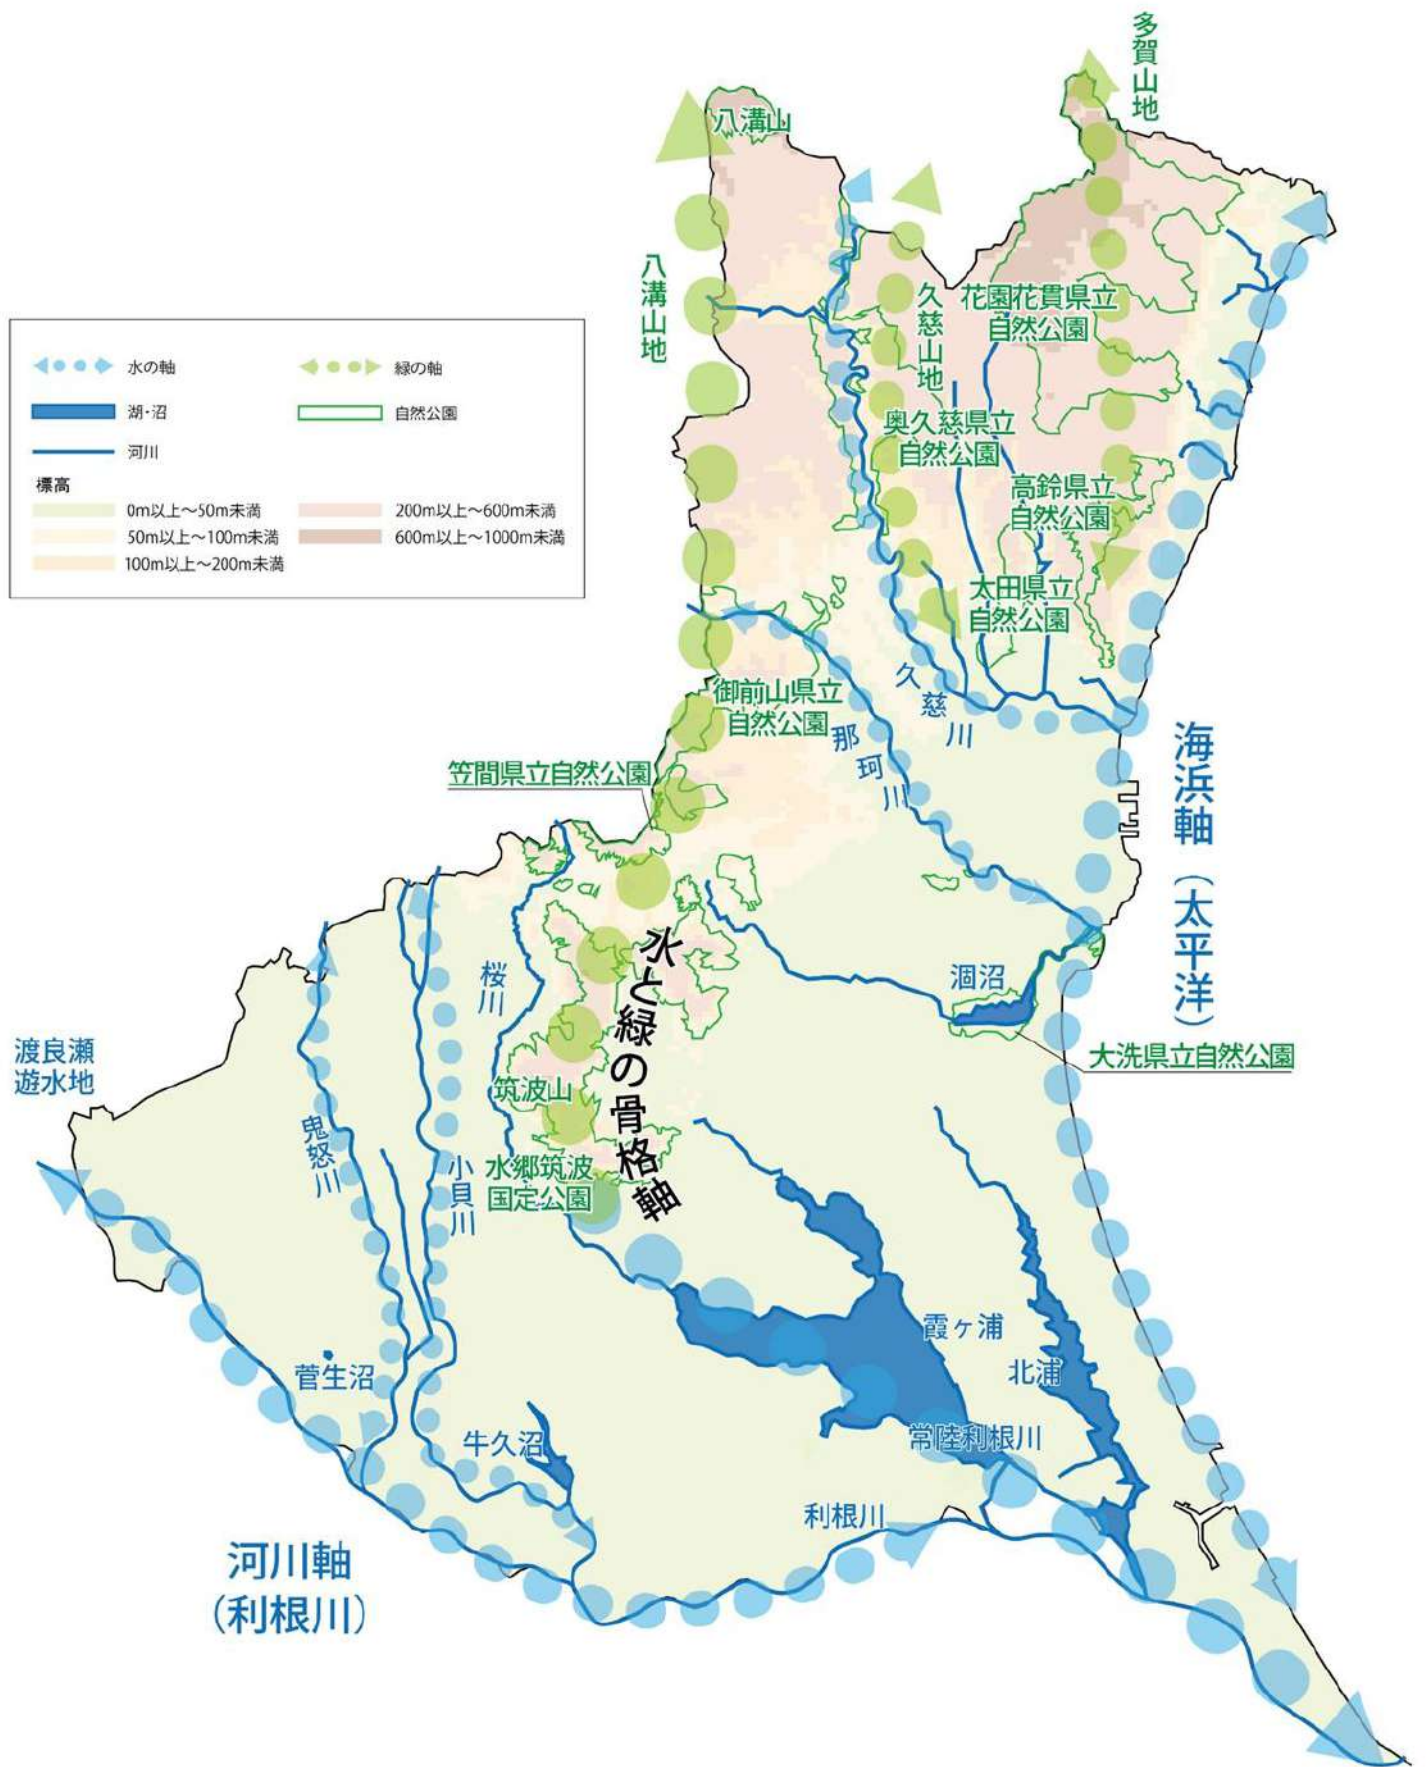 多賀山地
八溝山
八溝山地
久慈山地
花園花貫県立
自然公園
水の軸
緑の軸
湖・沼
自然公園
河川
標高
0m以上～50m未満
200m以上～600m未満
50m以上～100m未満
600m以上～1000m未満
100m以上～200m未満
奥久慈県立
自然公園
高鈴県立
自然公園
太田県立
自然公園
御前山県立
自然公園
久慈川
那珂川
海浜軸（太平洋）
笠間県立自然公園
水と緑の骨格軸
桜川
涸沼
大洗県立自然公園
渡良瀬
遊水地
筑波山
鬼怒川
小貝川
水郷筑波
国定公園
霞ヶ浦
北浦
菅生沼
牛久沼
常陸利根川
利根川
河川軸
（利根川）